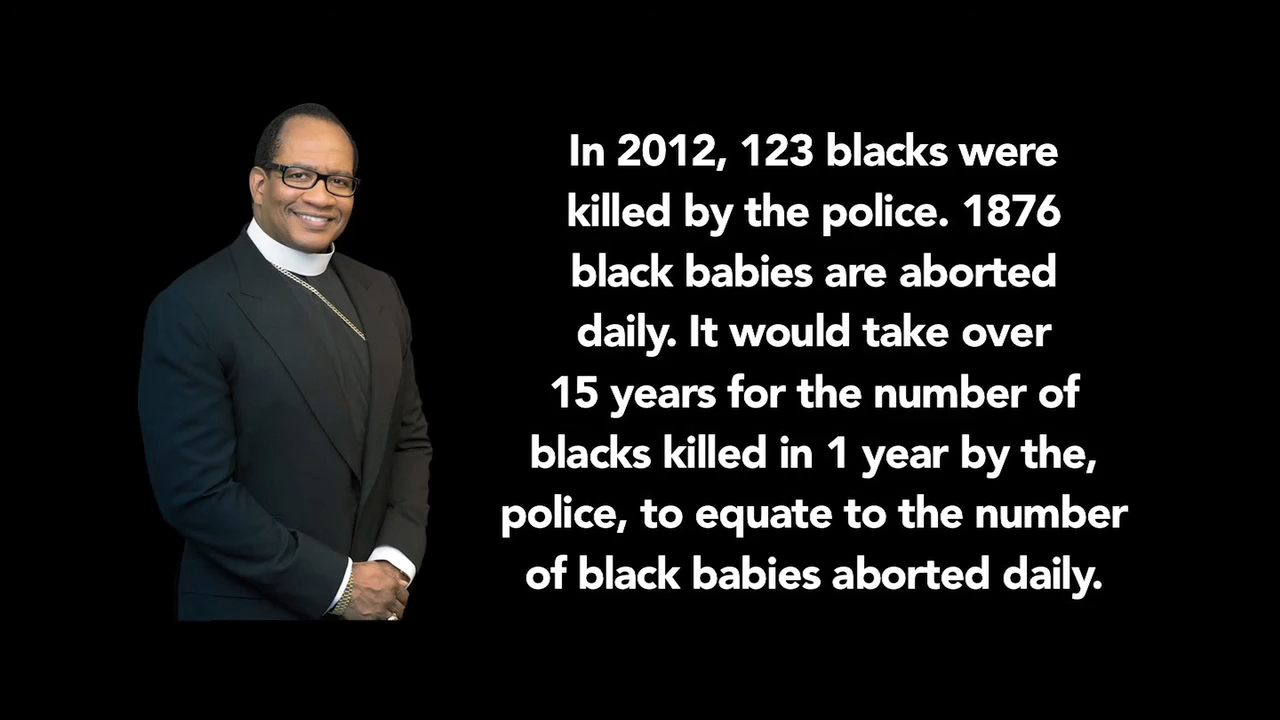 In 2012, 123 blacks were
killed by the police. 1876
black babies are aborted
daily. It would take over
15 years for the number of
blacks killed in 1 year by the,
police, to equate to the number
of black babies aborted daily.